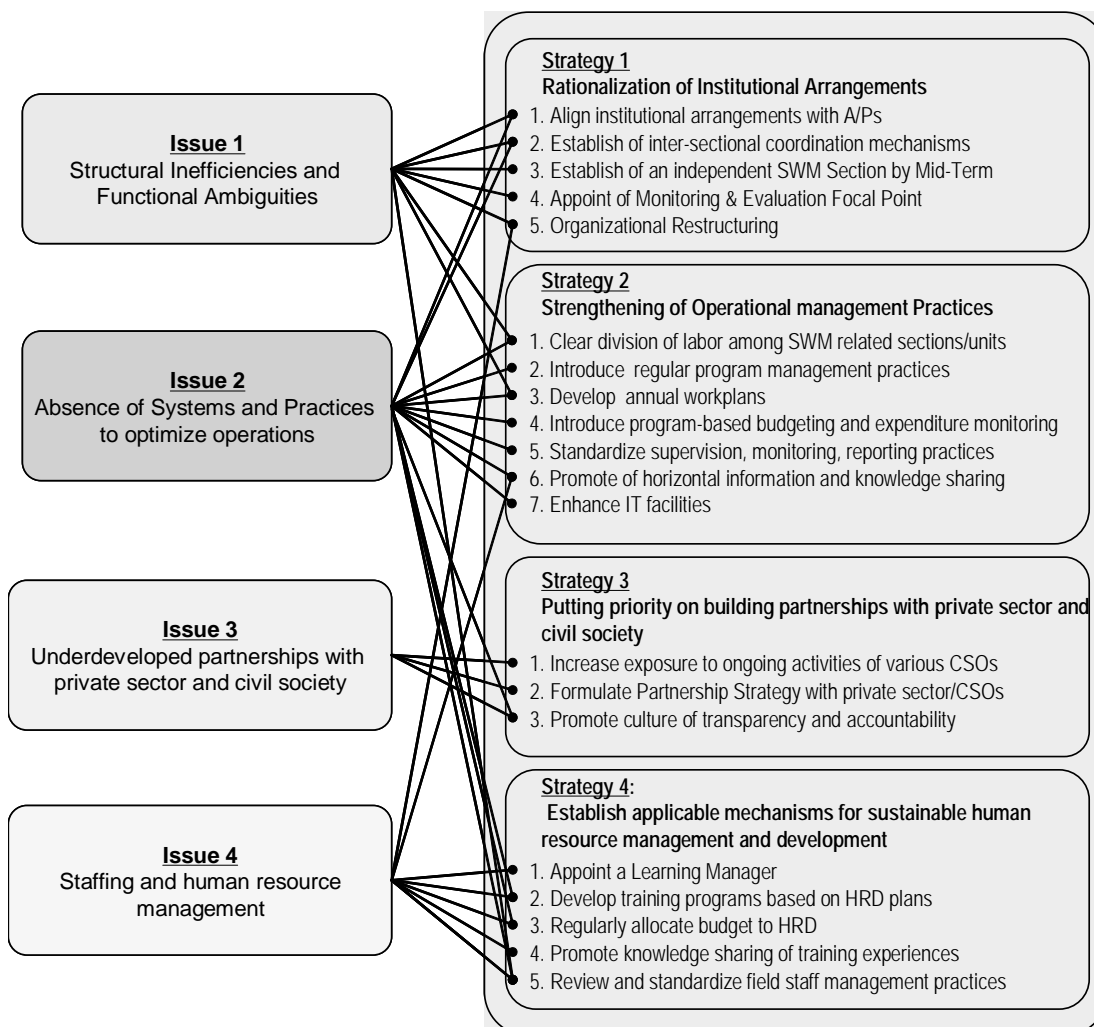 Issue 1
Structural Inefficiencies and
Functional Ambiguities
Issue 2
Absence of Systems and Practices
to optimize operations
Issue 3
Underdeveloped partnerships with
private sector and civil society
Issue 4
Staffing and human resource
management
Strategy 1
Rationalization of Institutional Arrangements
1. Align institutional arrangements with A/Ps
2. Establish of inter-sectional coordination mechanisms
3. Establish of an independent SWM Section by Mid-Term
4. Appoint of Monitoring & Evaluation Focal Point
5. Organizational Restructuring
Strategy 2
Strengthening of Operational management Practices
1. Clear division of labor among SWM related sections/units
2. Introduce regular program management practices
3. Develop annual workplans
4. Introduce program-based budgeting and expenditure monitoring
5. Standardize supervision, monitoring, reporting practices
6. Promote of horizontal information and knowledge sharing
7. Enhance IT facilities
Strategy 3
Putting priority on building partnerships with private sector and
civil society
1. Increase exposure to ongoing activities of various CSOs
2. Formulate Partnership Strategy with private sector/CSOs
3. Promote culture of transparency and accountability
Strategy 4:
Establish applicable mechanisms for sustainable human
resource management and development
1. Appoint a Learning Manager
2. Develop training programs based on HRD plans
3. Regularly allocate budget to HRD
4. Promote knowledge sharing of training experiences
5. Review and standardize field staff management practices